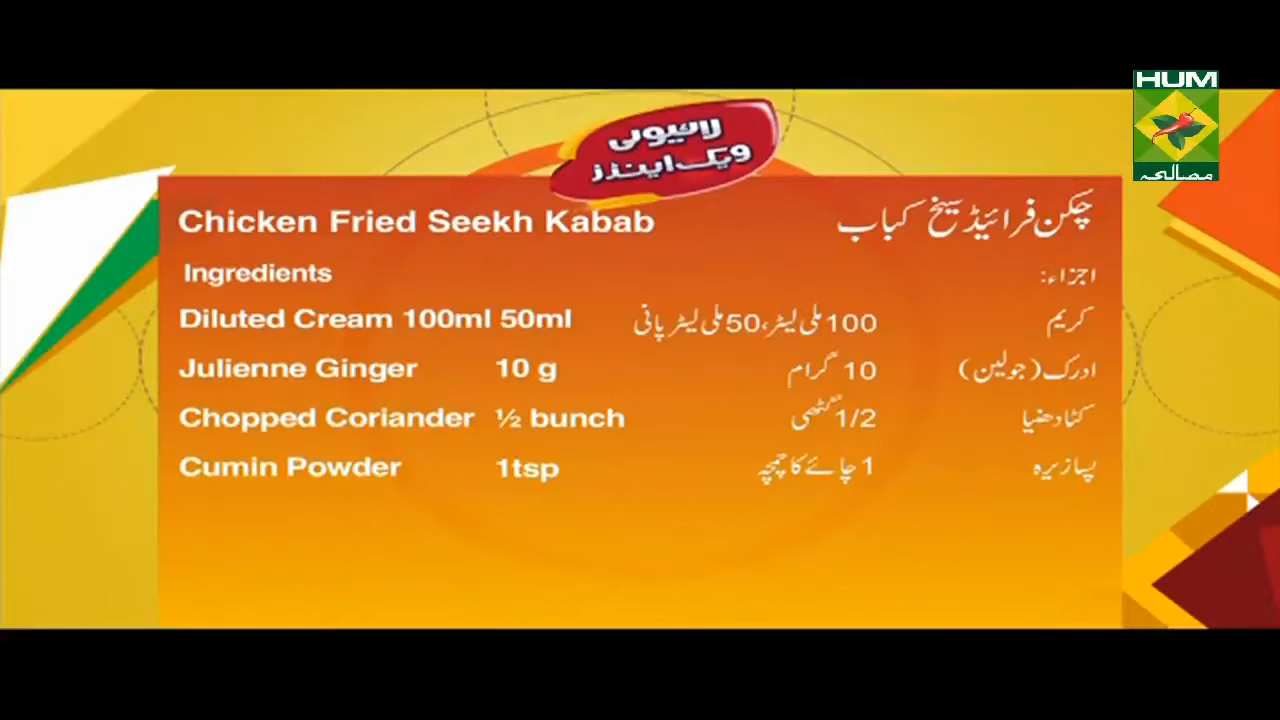 HUM
مصالحہ
لائیولی
ویک اینڈز
Chicken Fried Seekh Kabab چکن فرائیڈ سیخ کباب
Ingredients اجزاء:
Diluted Cream 100ml 50ml کریم 100 ملی لیٹر، 50 ملی لیٹر پانی
Julienne Ginger 10 g ادرک (جولین) 10 گرام
Chopped Coriander ½ bunch کٹا دھنیا 1/2 گٹھی
Cumin Powder 1tsp پسا زیرہ 1 چائے کا چمچہ